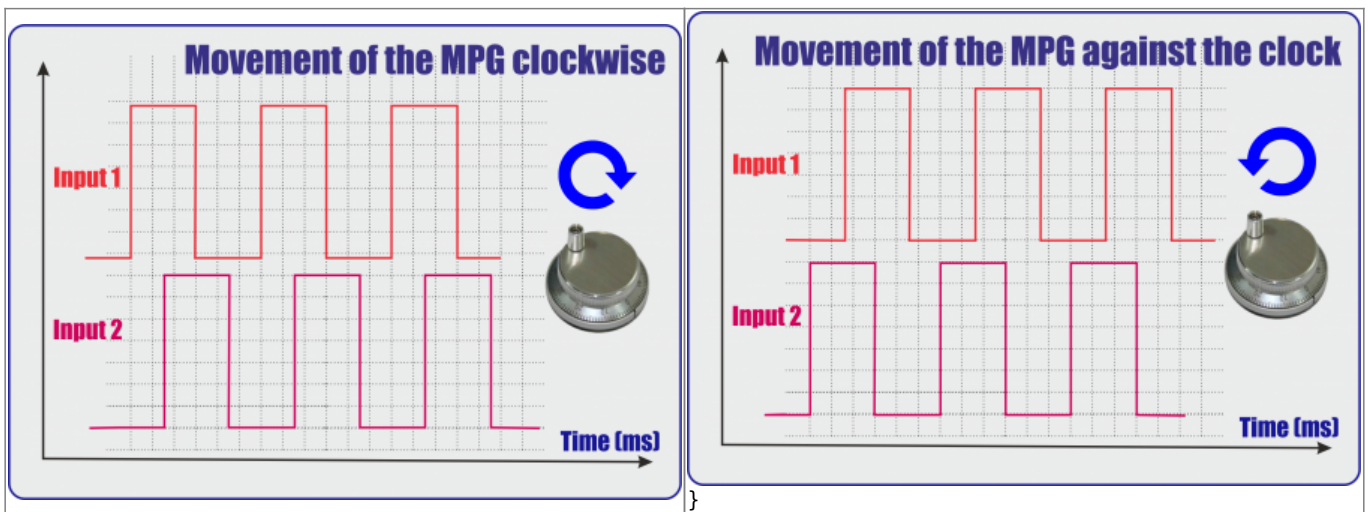 Movement of the MPG clockwise
Input 1
Input 2
Time (ms)
Movement of the MPG against the clock
Input 1
Input 2
Time (ms)
}